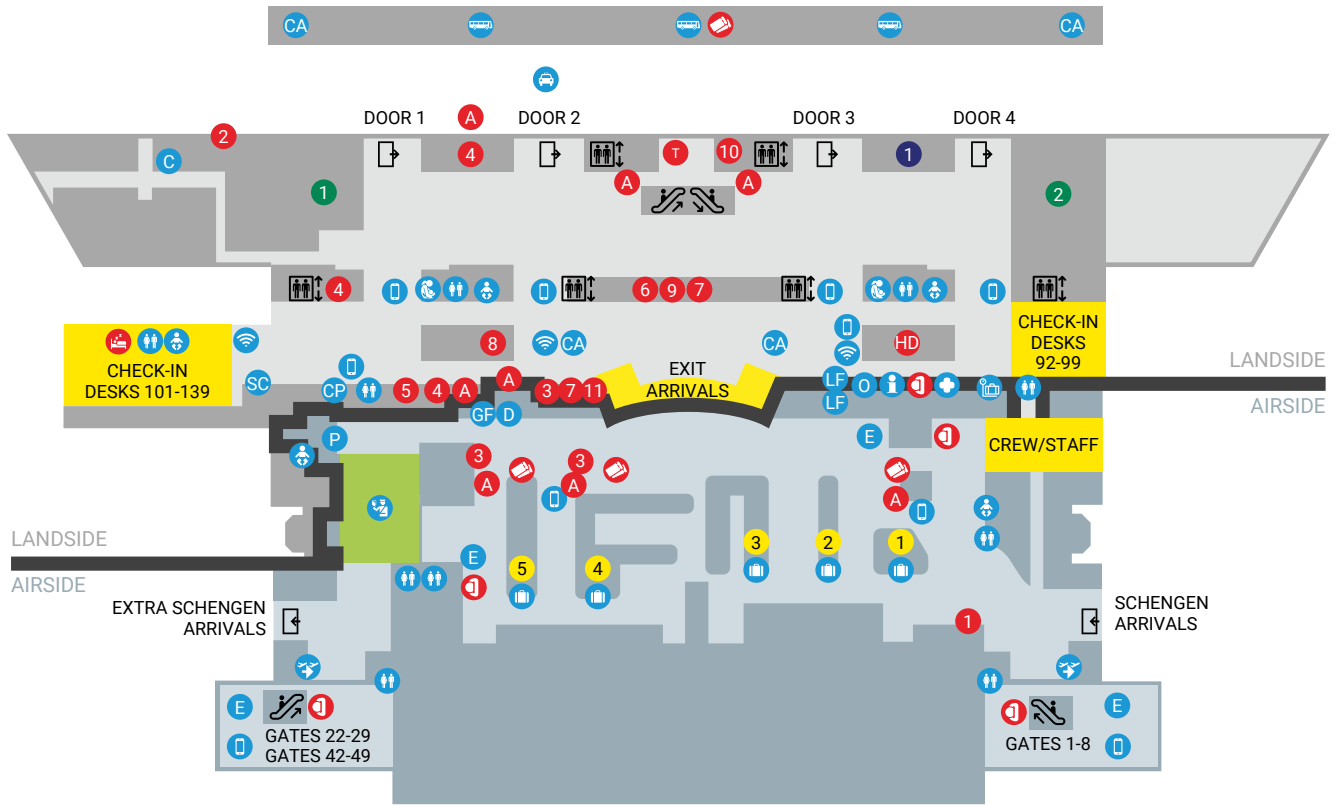 CA CA
DOOR 1 A DOOR 2 DOOR 3 DOOR 4
2 C 4 T 10 1
1 A A 2
4 6 9 7
8 CA CA HD
CHECK-IN
DESKS
92-99
CHECK-IN
DESKS 101-139
SC CP 5 4 A A 3 7 11
EXIT
ARRIVALS
LF O
LF
LANDSIDE
AIRSIDE
GF D
P E
CREW/STAFF
3 3
A A A
LANDSIDE
AIRSIDE
E 5 4 3 2 1
EXTRA SCHENGEN
ARRIVALS
1
SCHENGEN
ARRIVALS
E E
GATES 22-29
GATES 42-49
GATES 1-8